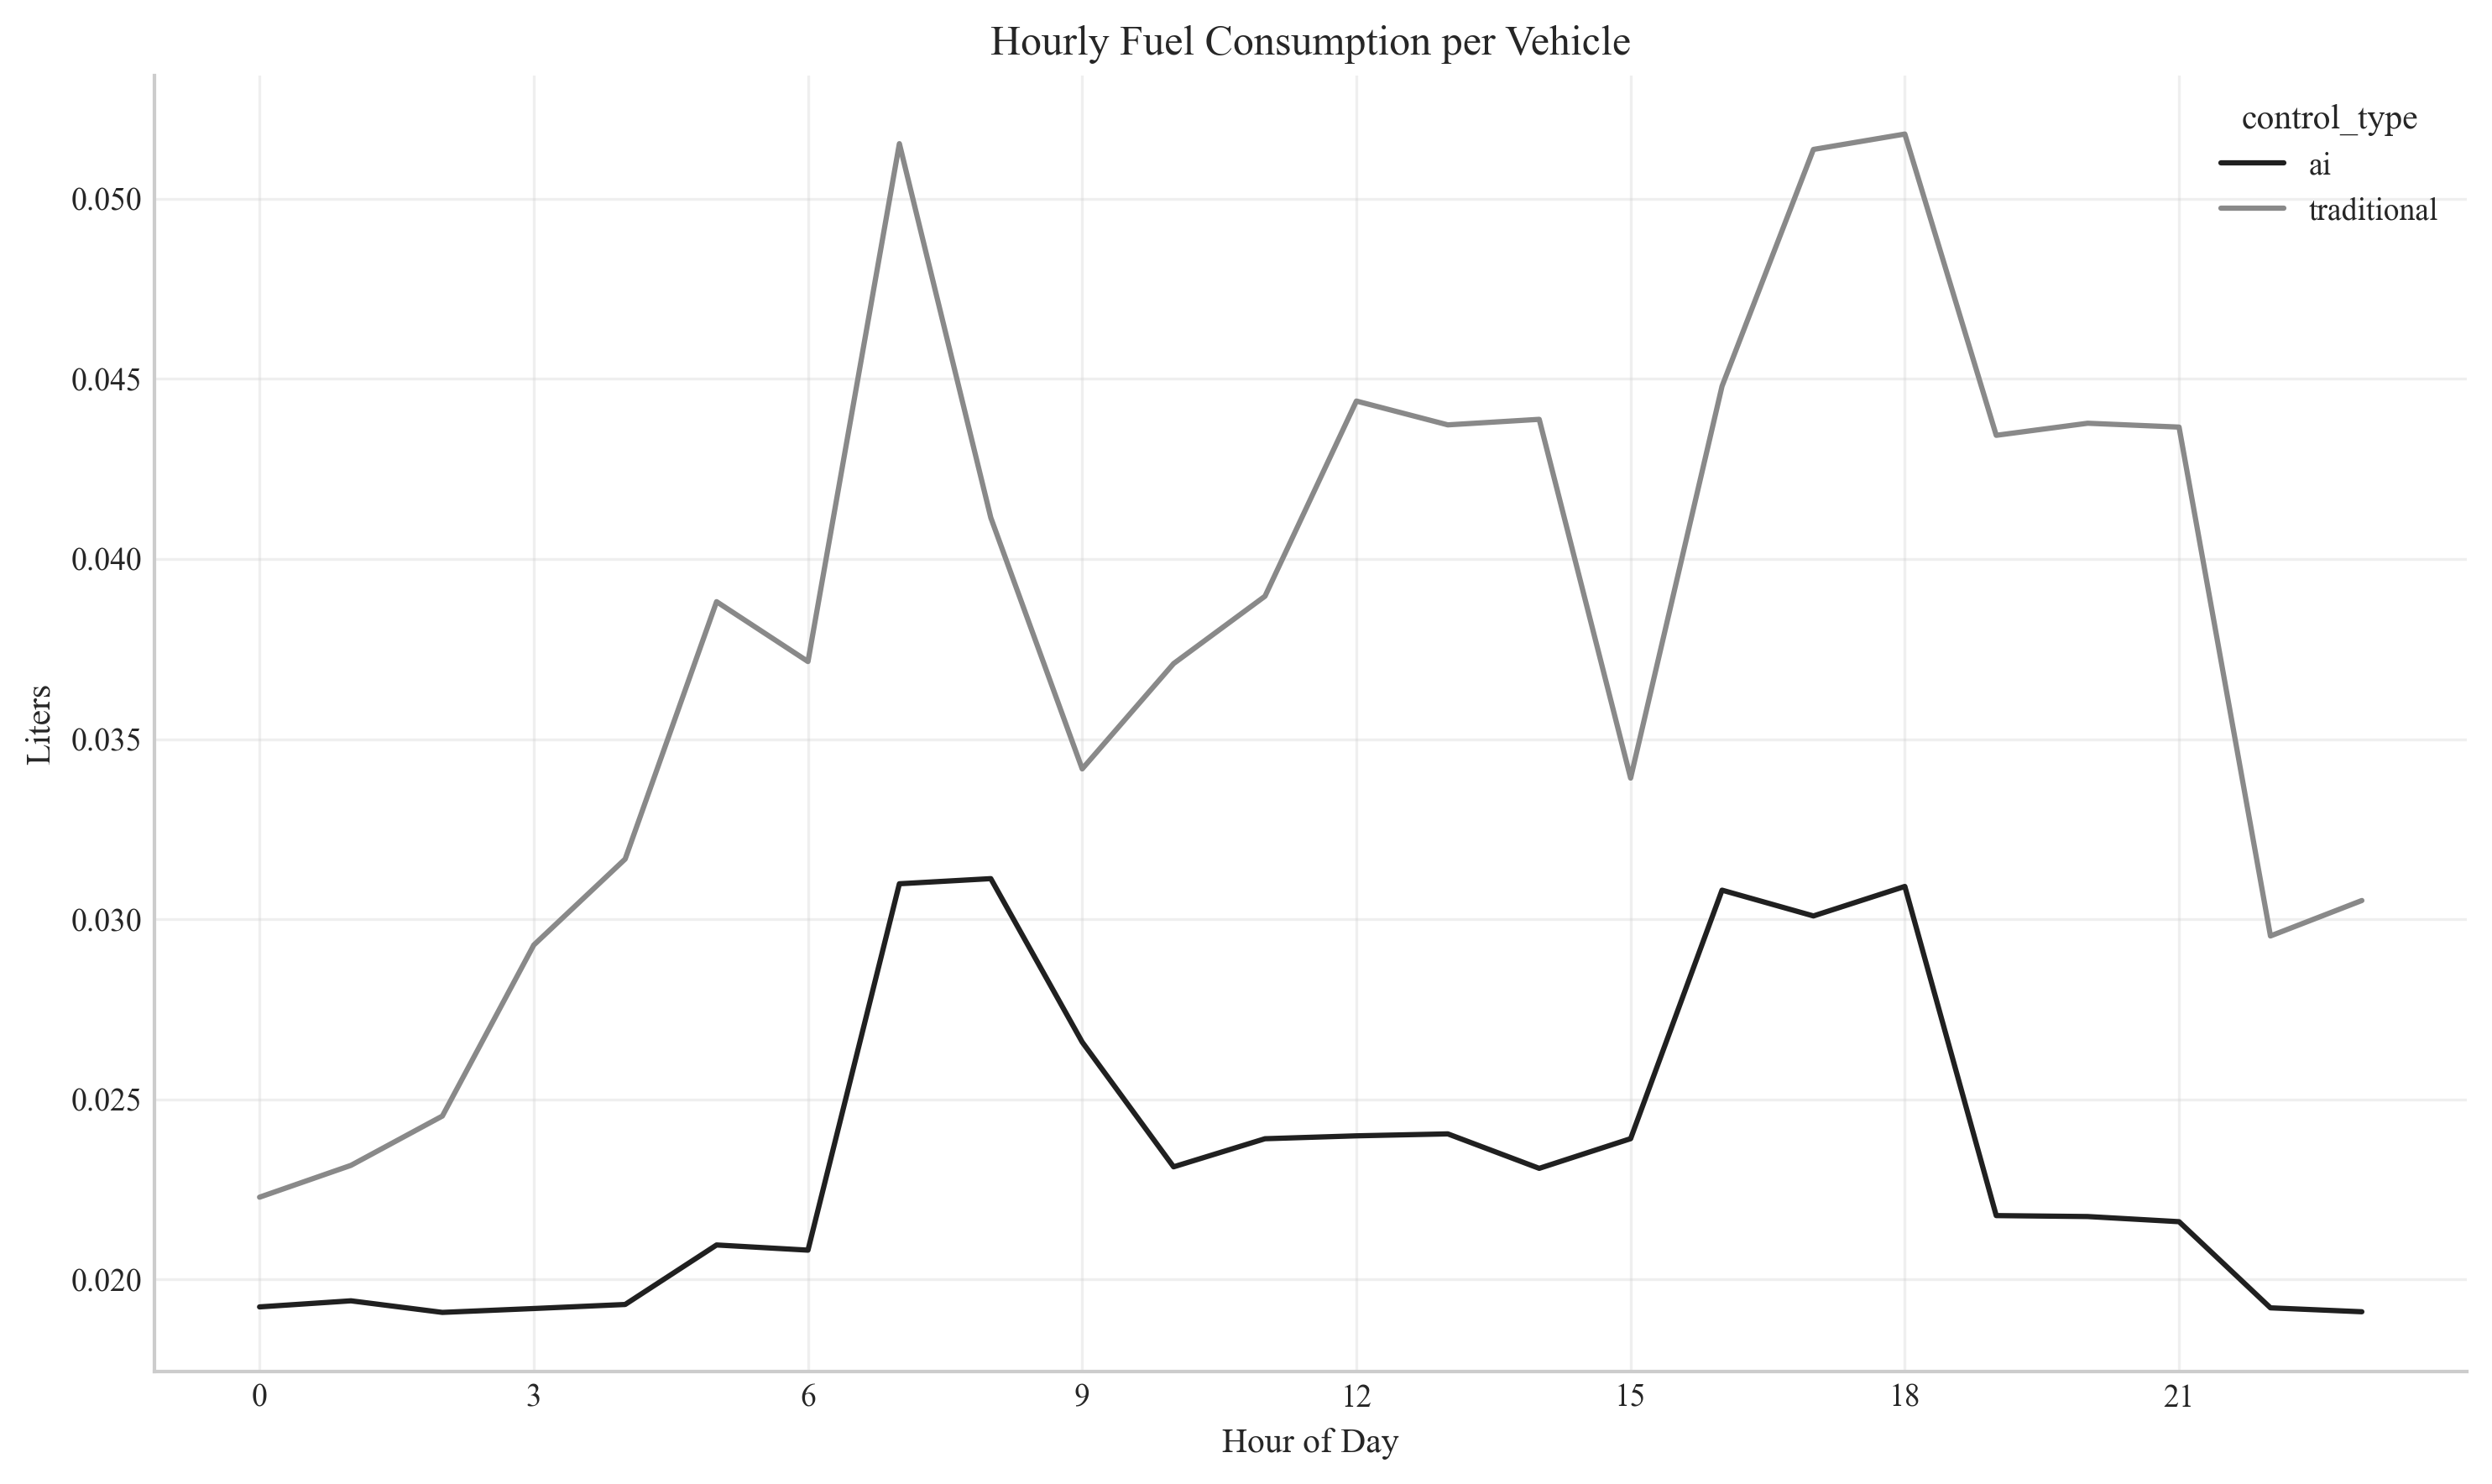 Hourly Fuel Consumption per Vehicle
control_type
ai
traditional
0.050
0.045
0.040
0.035
0.030
0.025
0.020
Liters
0 3 6 9 12 15 18 21
Hour of Day